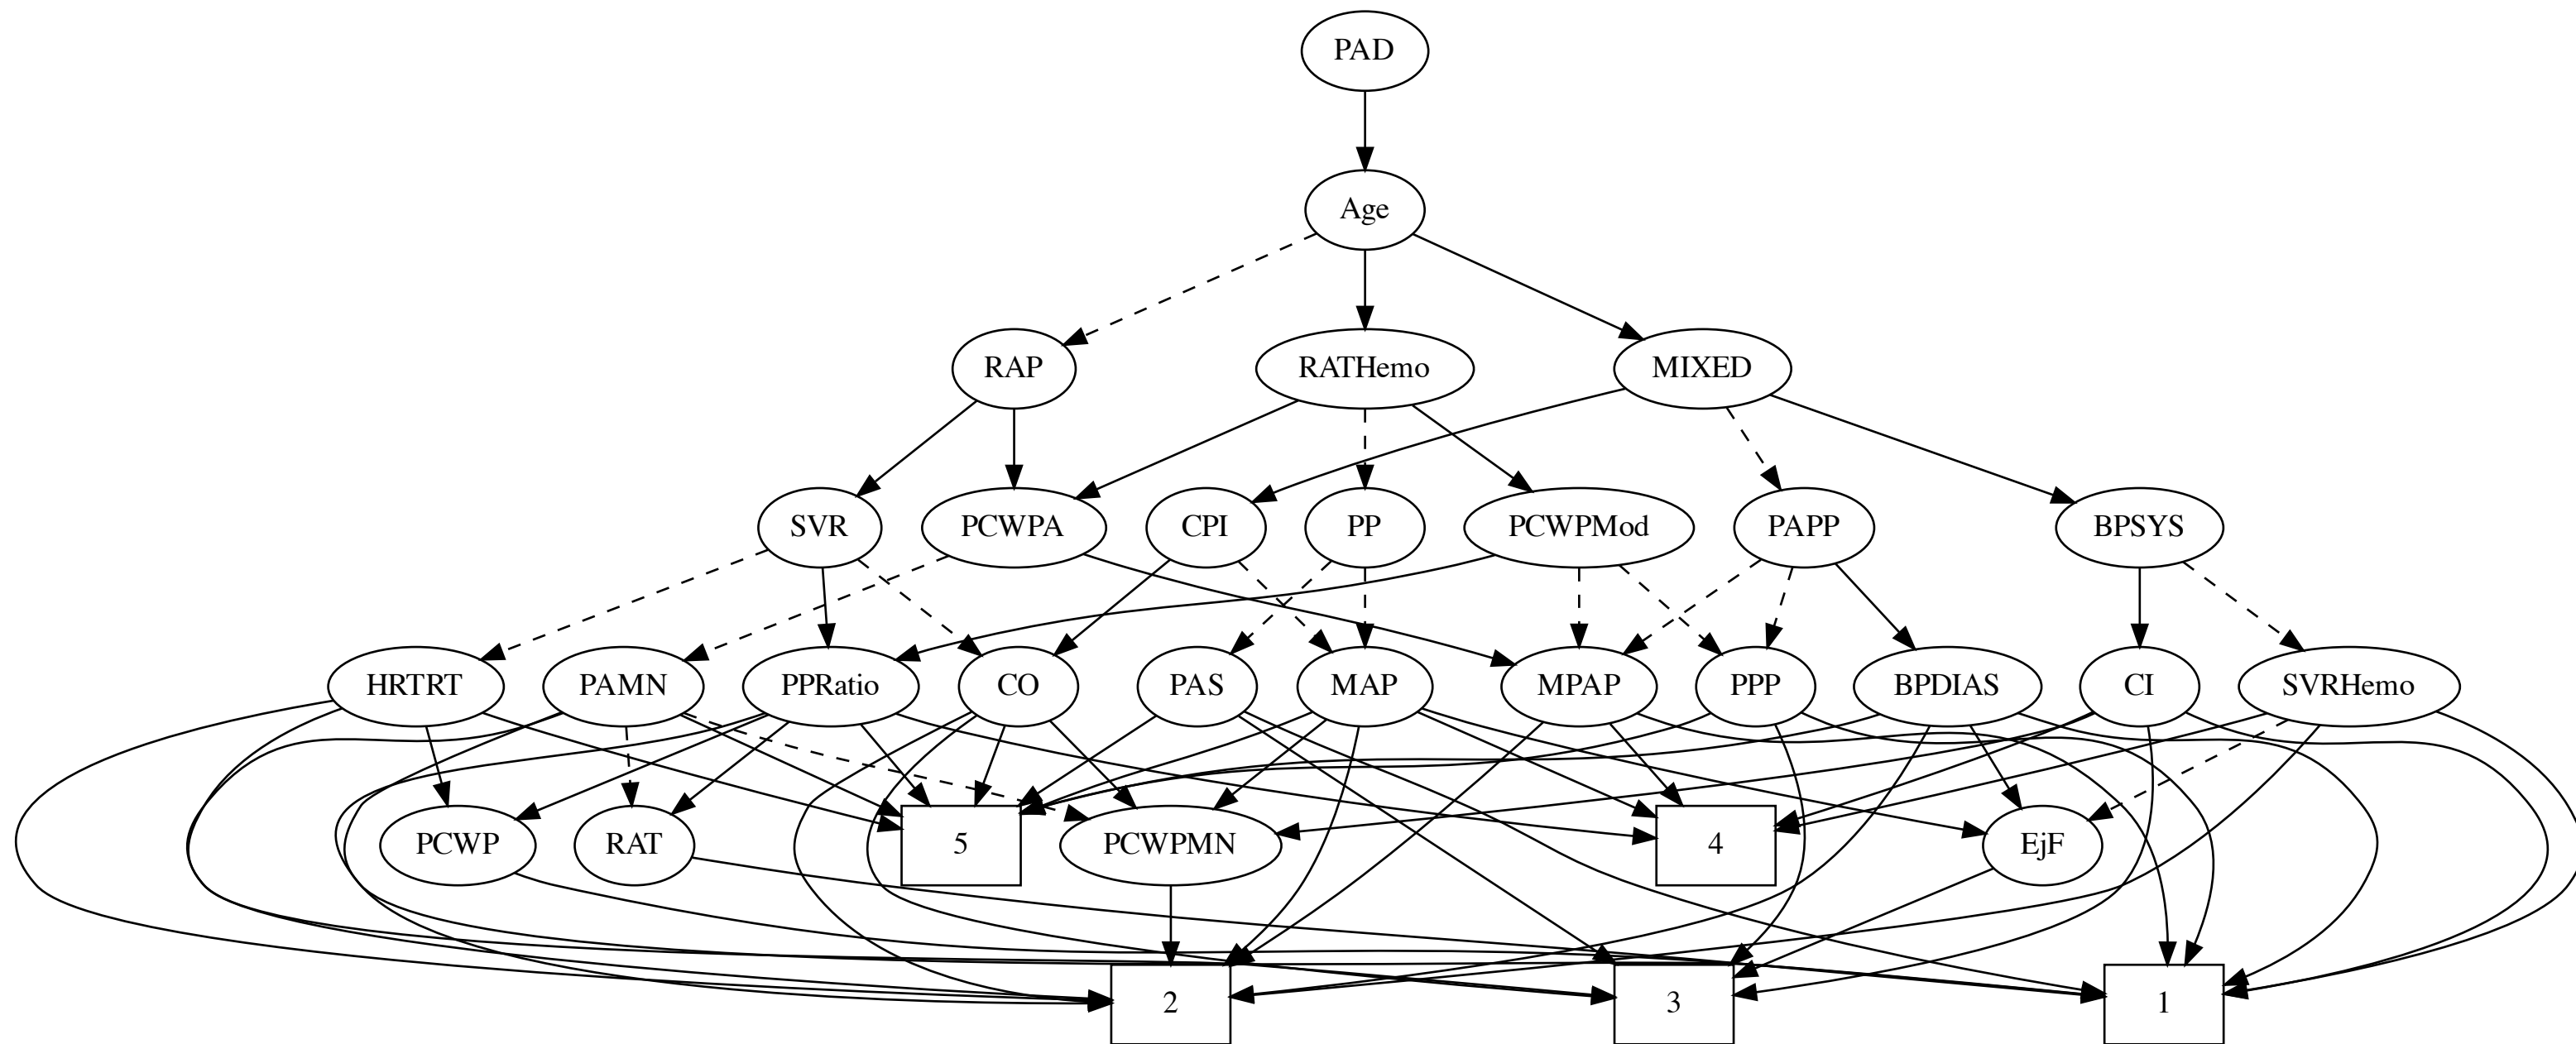 PAD
Age
RAP RATHemo MIXED
SVR PCWPA CPI PP PCWPMod PAPP BPSYS
HRTRT PAMN PPRatio CO PAS MAP MPAP PPP BPDIAS CI SVRHemo
PCWP RAT 5 PCWPMN 4 EjF
2 3 1